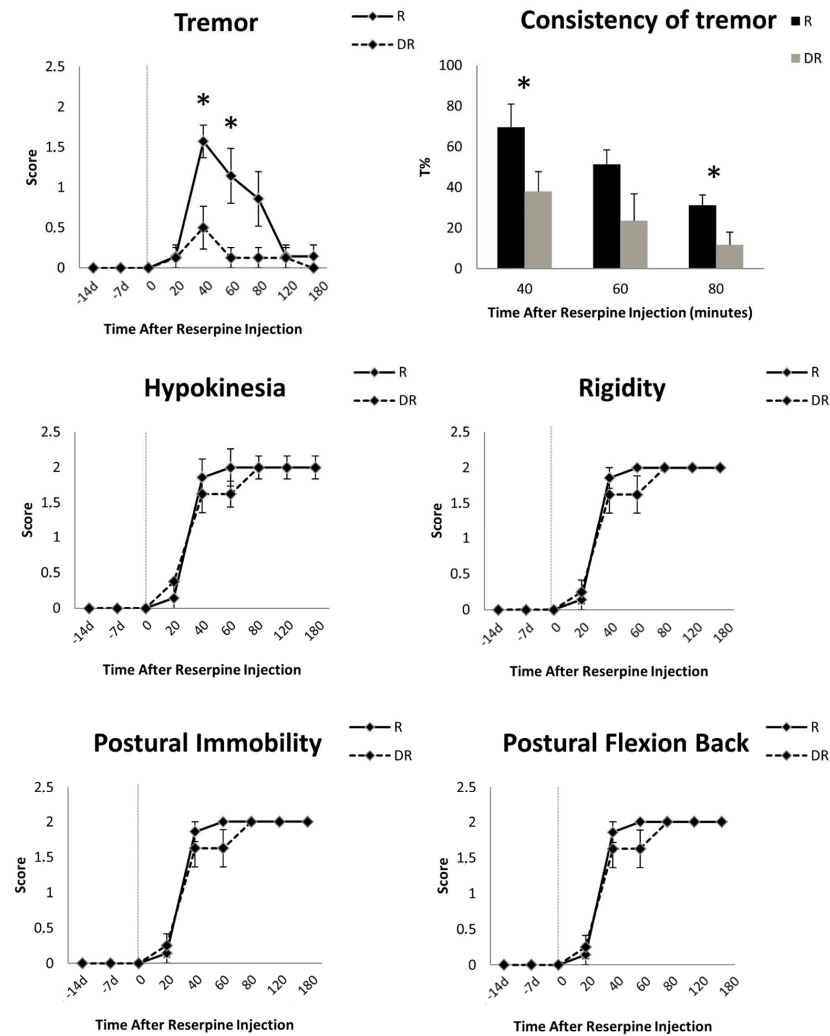 Tremor
R
DR
2.5
2
1.5
1
0.5
0
Score
* *
-14d -7d 0 20 40 60 80 120 180
Time After Reserpine Injection
Consistency of tremor
R
DR
100
80
60
40
20
0
T%
* *
40 60 80
Time After Reserpine Injection (minutes)
Hypokinesia
R
DR
2.5
2
1.5
1
0.5
0
Score
-14d -7d 0 20 40 60 80 120 180
Time After Reserpine Injection
Rigidity
R
DR
2.5
2
1.5
1
0.5
0
Score
-14d -7d 0 20 40 60 80 120 180
Time After Reserpine Injection
Postural Immobility
R
DR
2.5
2
1.5
1
0.5
0
Score
-14d -7d 0 20 40 60 80 120 180
Time After Reserpine Injection
Postural Flexion Back
R
DR
2.5
2
1.5
1
0.5
0
Score
-14d -7d 0 20 40 60 80 120 180
Time After Reserpine Injection